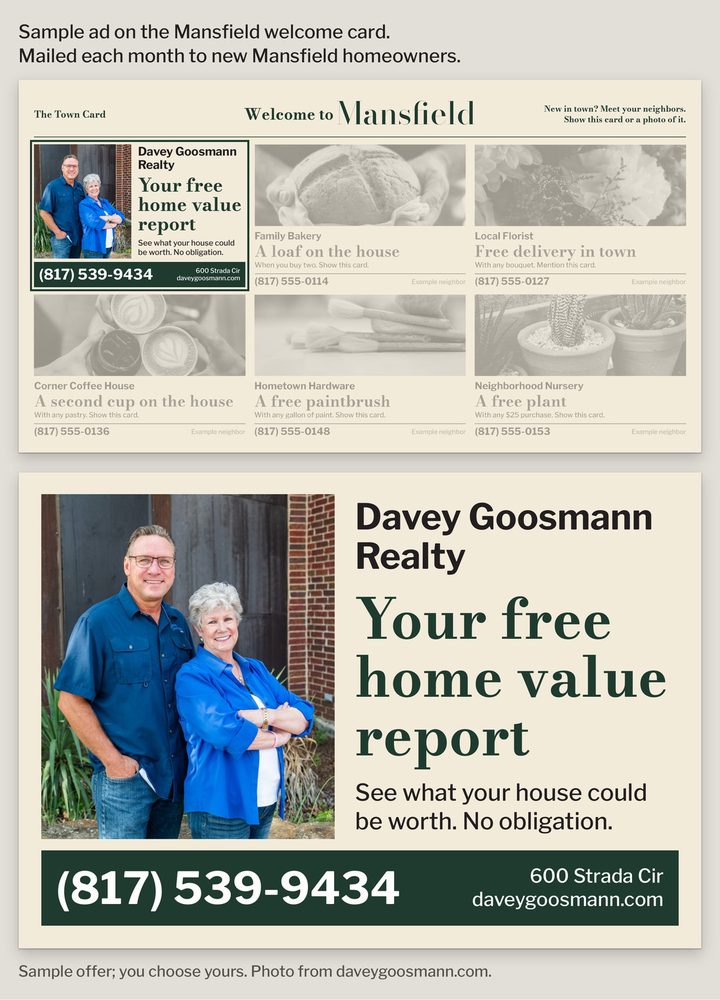 Sample ad on the Mansfield welcome card.
Mailed each month to new Mansfield homeowners.
The Town Card
Welcome to Mansfield
New in town? Meet your neighbors.
Show this card or a photo of it.
Davey Goosmann
Realty
Your free
home value
report
See what your house could
be worth. No obligation.
(817) 539-9434
600 Strada Cir
daveygoosmann.com
Family Bakery
A loaf on the house
When you buy two. Show this card.
(817) 555-0114
Example neighbor
Local Florist
Free delivery in town
With any bouquet. Mention this card.
(817) 555-0127
Example neighbor
Corner Coffee House
A second cup on the house
With any pastry. Show this card.
(817) 555-0136
Example neighbor
Hometown Hardware
A free paintbrush
With any gallon of paint. Show this card.
(817) 555-0148
Example neighbor
Neighborhood Nursery
A free plant
With any $25 purchase. Show this card.
(817) 555-0153
Example neighbor
Davey Goosmann
Realty
Your free
home value
report
See what your house could
be worth. No obligation.
(817) 539-9434
600 Strada Cir
daveygoosmann.com
Sample offer; you choose yours. Photo from daveygoosmann.com.